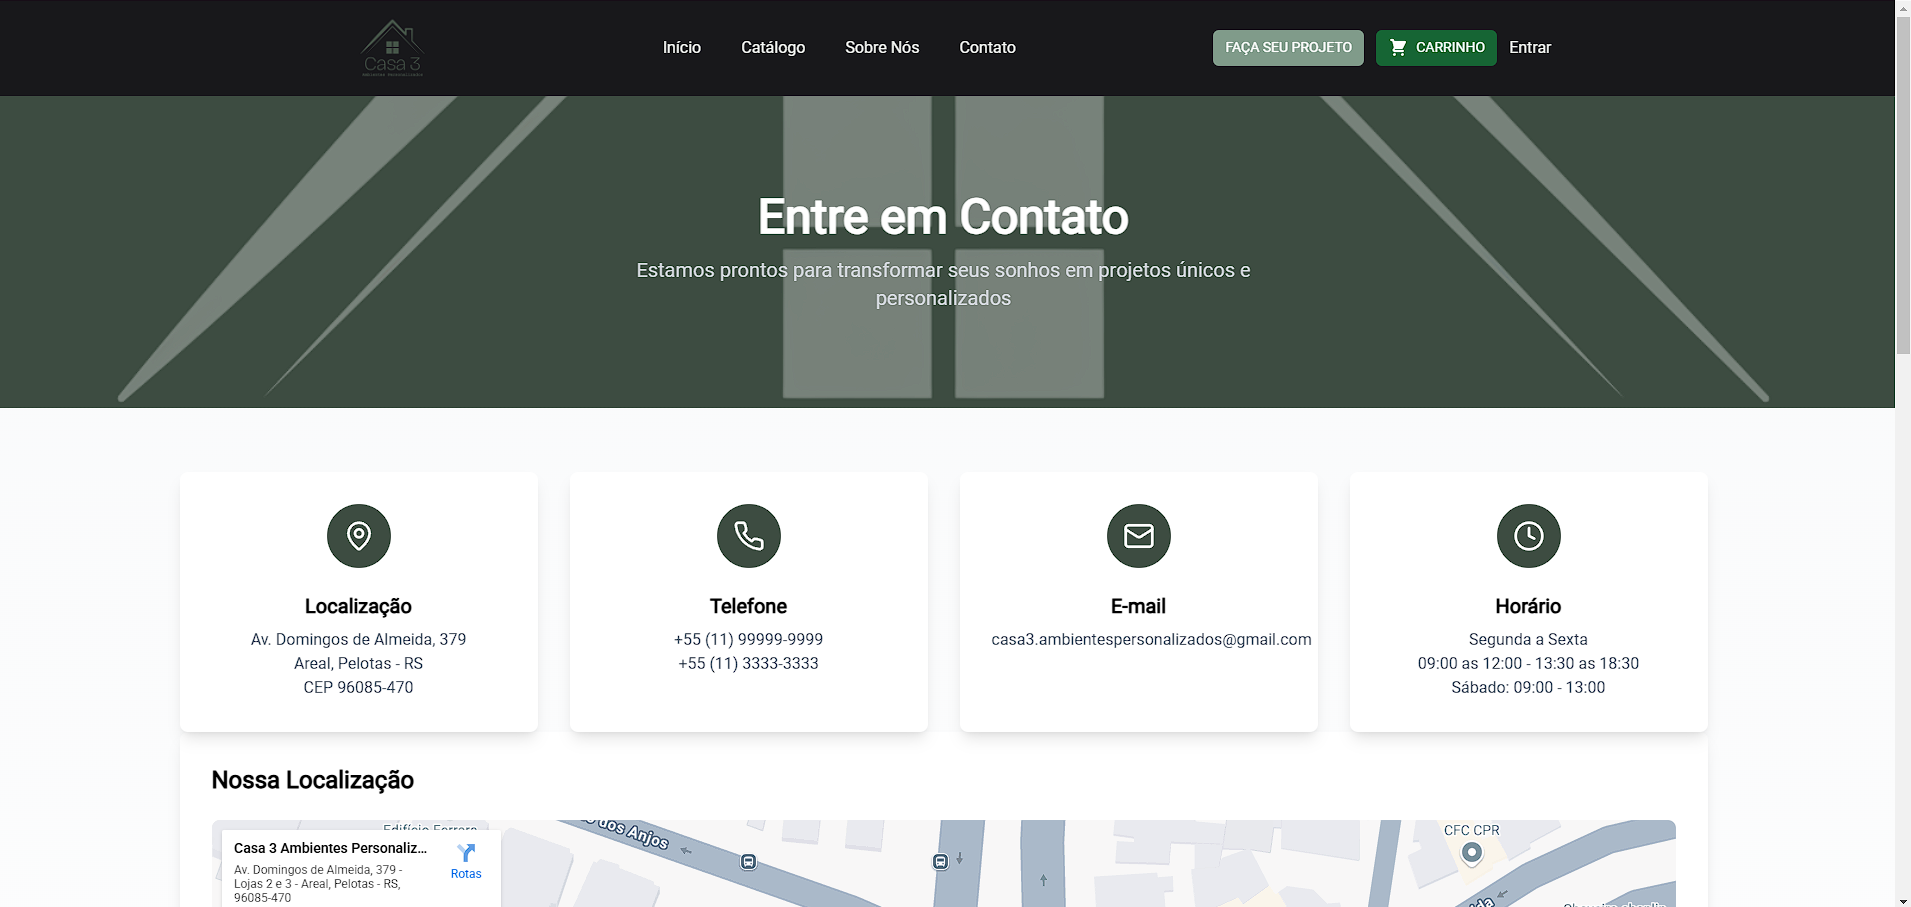 Casa 3
Início
Catálogo
Sobre Nós
Contato
FAÇA SEU PROJETO
CARRINHO
Entrar
Entre em Contato
Estamos prontos para transformar seus sonhos em projetos únicos e
personalizados
Localização
Av. Domingos de Almeida, 379
Areal, Pelotas - RS
CEP 96085-470
Telefone
+55 (11) 99999-9999
+55 (11) 3333-3333
E-mail
casa3.ambientespersonalizados@gmail.com
Horário
Segunda a Sexta
09:00 as 12:00 - 13:30 as 18:30
Sábado: 09:00 - 13:00
Nossa Localização
Casa 3 Ambientes Personaliz...
Av. Domingos de Almeida, 379 -
Lojas 2 e 3 - Areal, Pelotas - RS,
96085-470
Rotas
dos Anjos
CFC CPR